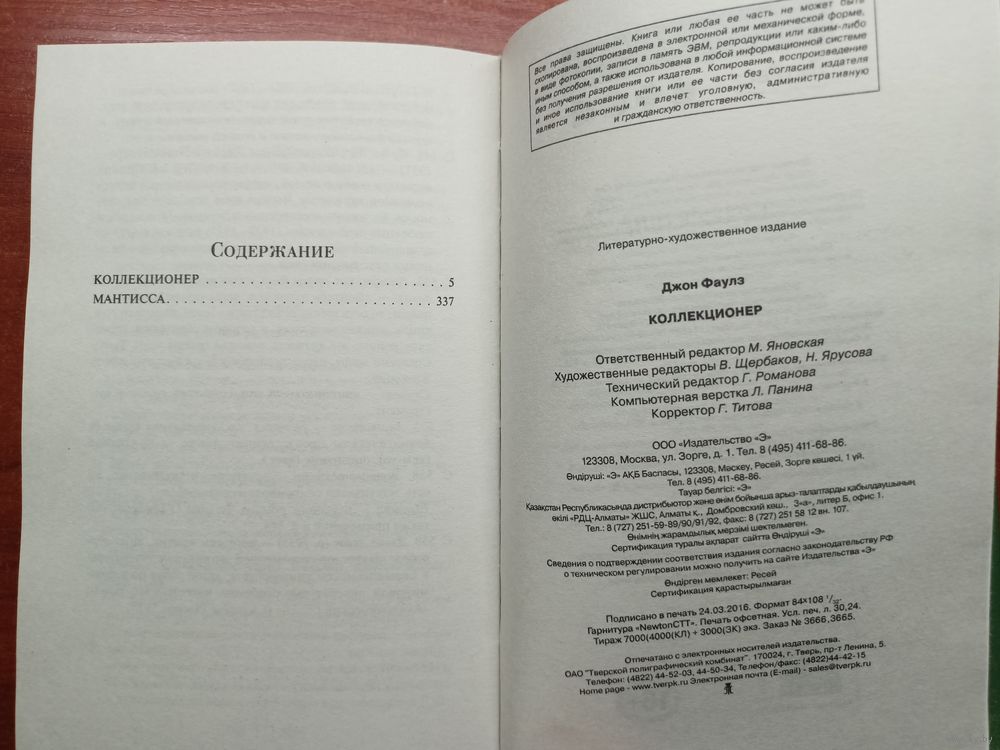 СОДЕРЖАНИЕ
КОЛЛЕКЦИОНЕР . . . . . . . . . . . . . . . . . . . . . . . . . . . 5
МАНТИССА. . . . . . . . . . . . . . . . . . . . . . . . . . . . . . 337
Все права защищены. Книга или любая ее часть не может быть
скопирована, воспроизведена в электронной или механической форме,
в виде фотокопии, записи в память ЭВМ, репродукции или каким-либо
иным способом, а также использована в любой информационной системе
без получения разрешения от издателя. Копирование, воспроизведение
и иное использование книги или ее части без согласия издателя
является незаконным и влечет уголовную, административную
и гражданскую ответственность.
Литературно-художественное издание
Джон Фаулз
КОЛЛЕКЦИОНЕР
Ответственный редактор М. Яновская
Художественные редакторы В. Щербаков, Н. Ярусова
Технический редактор Г. Романова
Компьютерная верстка Л. Панина
Корректор Г. Титова
ООО «Издательство «Э»
123308, Москва, ул. Зорге, д. 1. Тел. 8 (495) 411-68-86.
Өндіруші: «Э» АҚБ Баспасы, 123308, Мәскеу, Ресей, Зорге көшесі, 1 үй.
Тел. 8 (495) 411-68-86.
Тауар белгісі: «Э»
Қазақстан Республикасында дистрибьютор және өнім бойынша арыз-талаптарды қабылдаушының
өкілі «РДЦ-Алматы» ЖШС, Алматы қ., Домбровский көш., 3«а», литер Б, офис 1.
Тел.: 8 (727) 251-59-89/90/91/92, факс: 8 (727) 251 58 12 вн. 107.
Өнімнің жарамдылық мерзімі шектелмеген.
Сертификация туралы ақпарат сайтта Өндіруші «Э»
Сведения о подтверждении соответствия издания согласно законодательству РФ
о техническом регулировании можно получить на сайте Издательства «Э»
Өндірген мемлекет: Ресей
Сертификация қарастырылмаған
Подписано в печать 24.03.2016. Формат 84×108 1/32.
Гарнитура «NewtonCTT». Печать офсетная. Усл. печ. л. 30,24.
Тираж 7000(4000(КЛ) + 3000(ЗК) экз. Заказ № 3666,3665.
Отпечатано с электронных носителей издательства.
ОАО "Тверской полиграфический комбинат". 170024, г. Тверь, пр-т Ленина, 5.
Телефон: (4822) 44-52-03, 44-50-34, Телефон/факс: (4822)44-42-15
Home page - www.tverpk.ru Электронная почта (E-mail) - sales@tverpk.ru